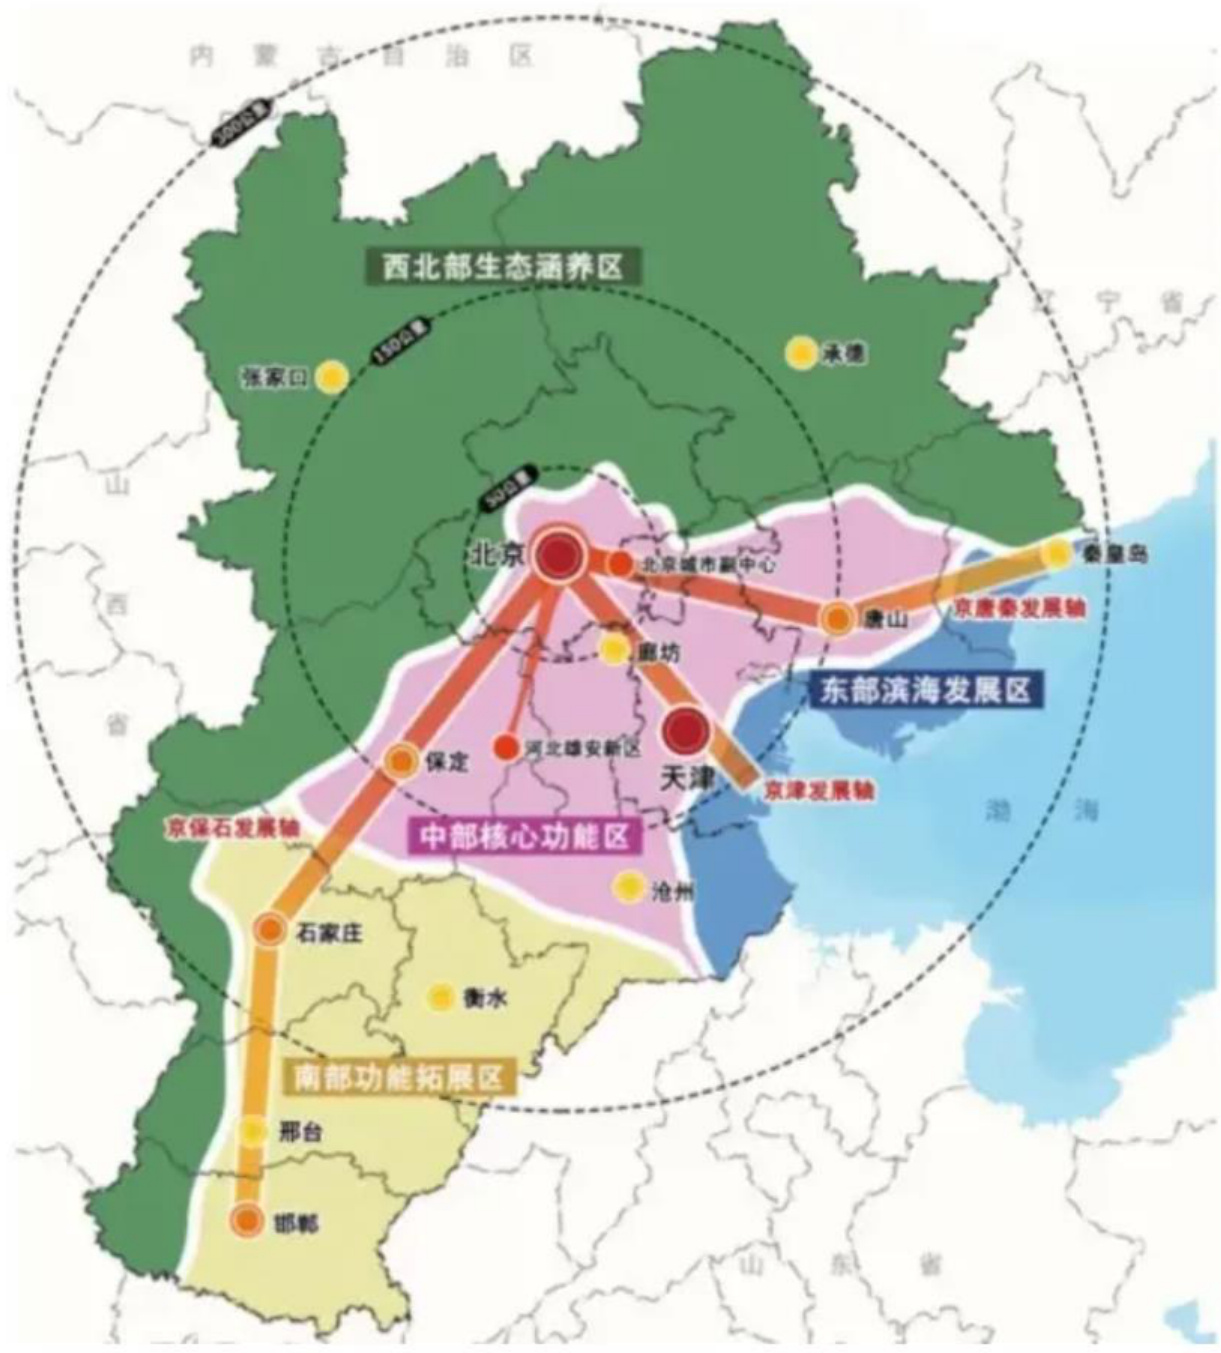 内蒙古自治区
300公里
西北部生态涵养区
辽宁省
150公里
承德
张家口
山西省
50公里
北京
北京城市副中心
秦皇岛
京唐秦发展轴
唐山
廊坊
东部滨海发展区
河北雄安新区
保定
天津
京津发展轴
渤海
京保石发展轴
中部核心功能区
沧州
石家庄
衡水
南部功能拓展区
邢台
邯郸
山东省